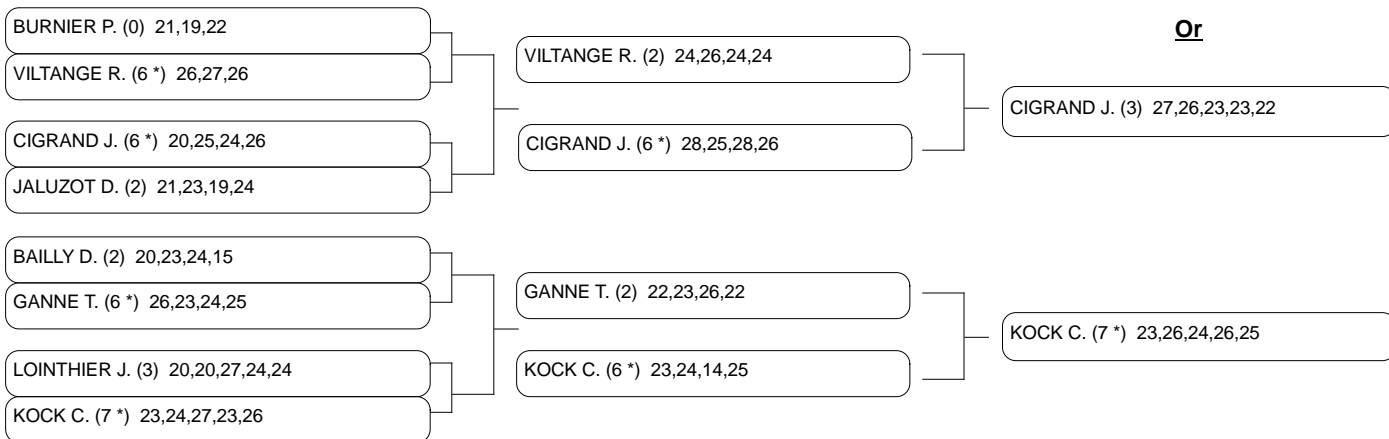 BURNIER P. (0) 21,19,22
VILTANGE R. (6 *) 26,27,26
CIGRAND J. (6 *) 20,25,24,26
JALUZOT D. (2) 21,23,19,24
BAILLY D. (2) 20,23,24,15
GANNE T. (6 *) 26,23,24,25
LOINTHIER J. (3) 20,20,27,24,24
KOCK C. (7 *) 23,24,27,23,26
VILTANGE R. (2) 24,26,24,24
CIGRAND J. (6 *) 28,25,28,26
GANNE T. (2) 22,23,26,22
KOCK C. (6 *) 23,24,14,25
Or
CIGRAND J. (3) 27,26,23,23,22
KOCK C. (7 *) 23,26,24,26,25